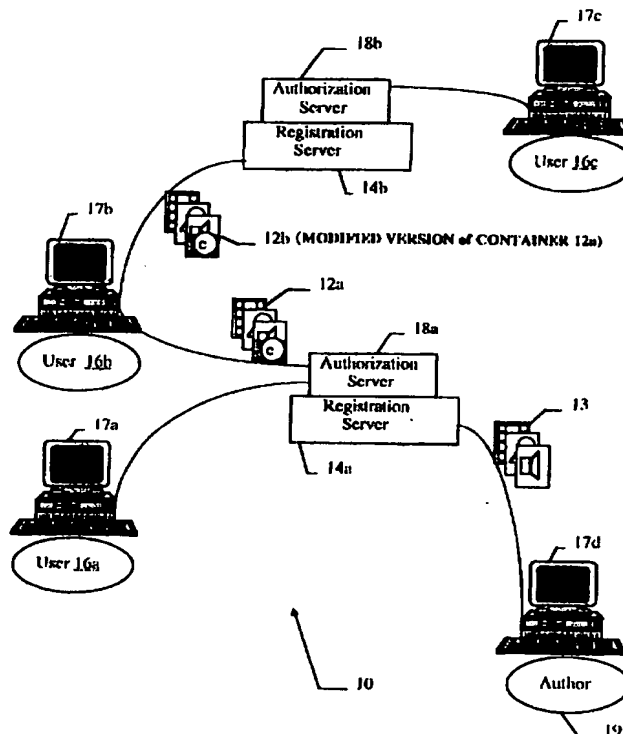 17c
18b
Authorization
Server
Registration
Server
User 16c
14b
17b
12b (MODIFIED VERSION of CONTAINER 12a)
12a
18a
User 16b
Authorization
Server
Registration
Server
13
17a
14a
17d
User 16a
10
Author
19